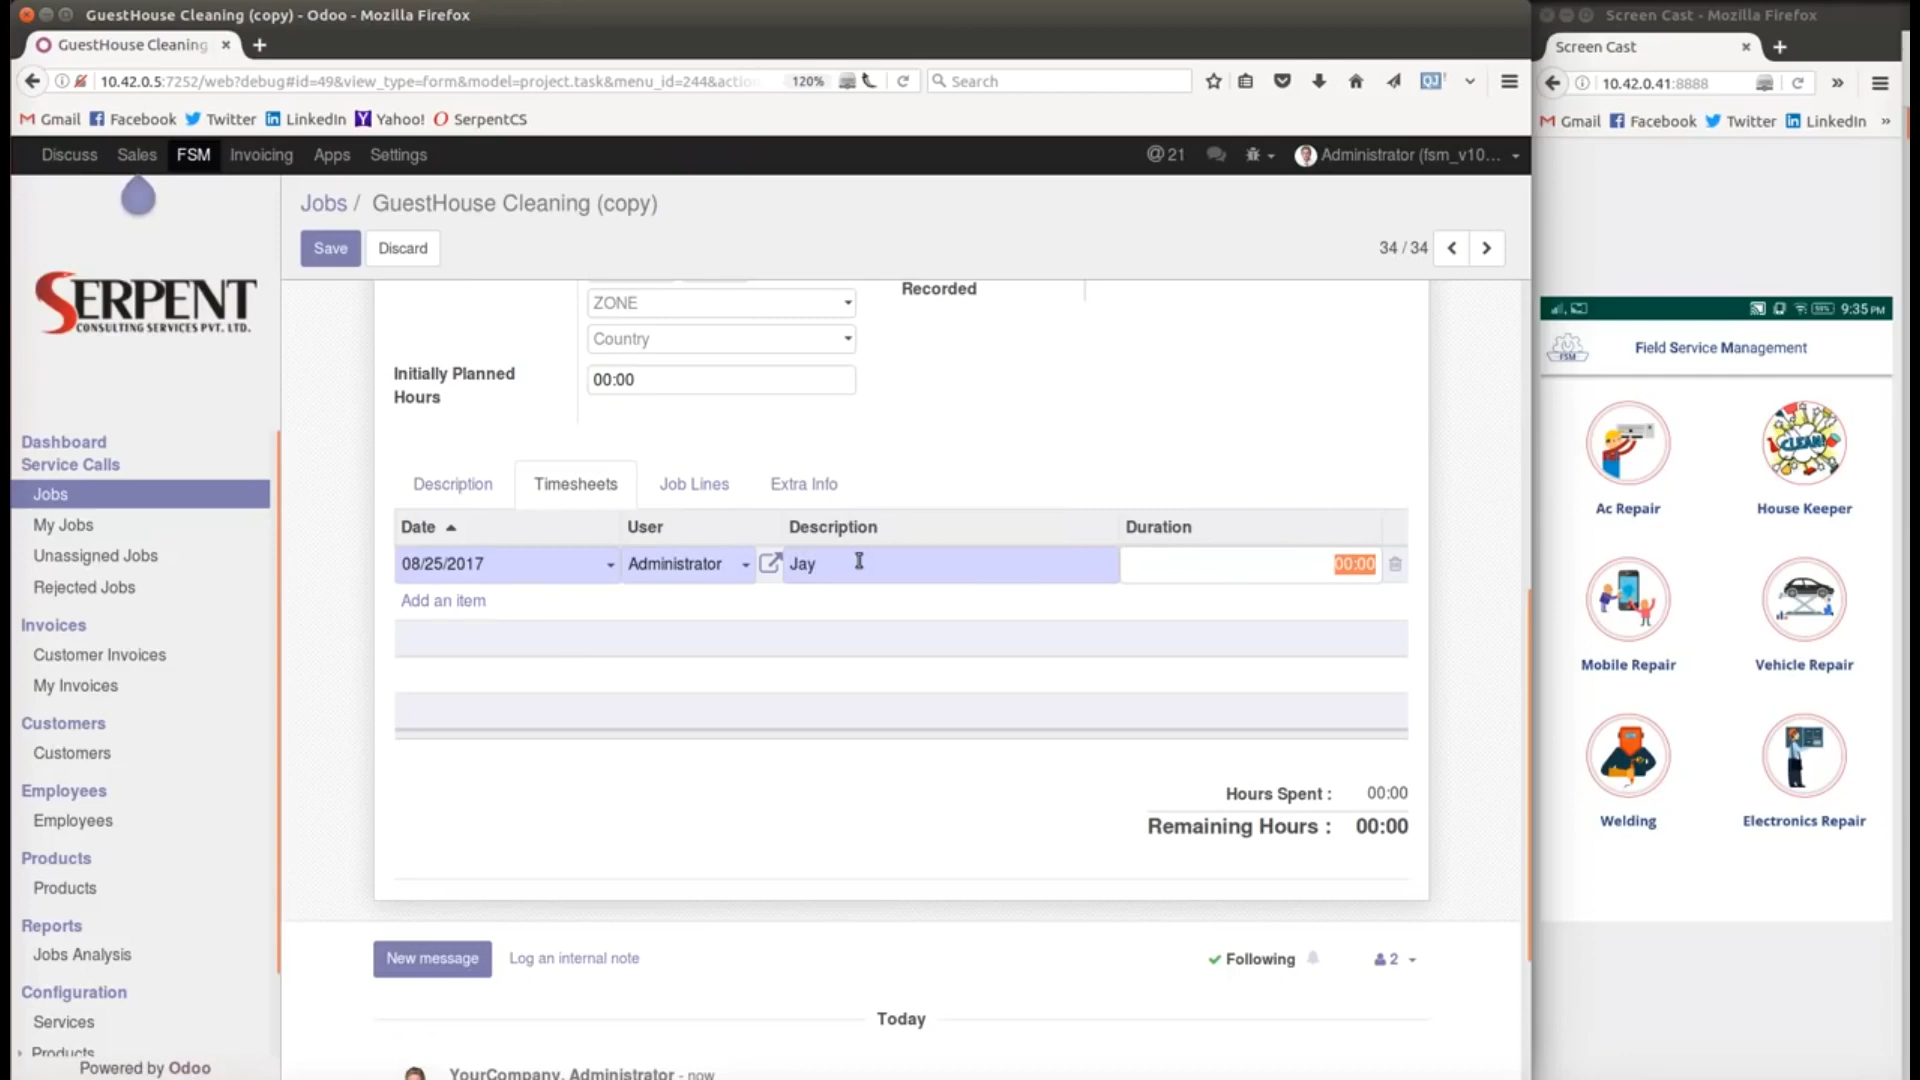 GuestHouse Cleaning (copy) - Odoo - Mozilla Firefox
GuestHouse Cleaning
10.42.0.5:7252/web?debug#id=49&view_type=form&model=project.task&menu_id=244&actio
120%
Search
Gmail Facebook Twitter LinkedIn Yahoo! SerpentCS
Discuss Sales FSM Invoicing Apps Settings
@ 21
Administrator (fsm_v10...
SERPENT
CONSULTING SERVICES PVT. LTD.
Dashboard
Service Calls
Jobs
My Jobs
Unassigned Jobs
Rejected Jobs
Invoices
Customer Invoices
My Invoices
Customers
Customers
Employees
Employees
Products
Products
Reports
Jobs Analysis
Configuration
Services
Products
Powered by Odoo
Jobs / GuestHouse Cleaning (copy)
Save Discard
34 / 34
ZONE
Recorded
Country
Initially Planned
Hours
00:00
Description Timesheets Job Lines Extra Info
Date User Description Duration
08/25/2017 Administrator Jay 00:00
Add an item
Hours Spent : 00:00
Remaining Hours : 00:00
New message Log an internal note
Following 2
Today
YourCompany, Administrator - now
Screen Cast - Mozilla Firefox
Screen Cast
10.42.0.41:8888
Gmail Facebook Twitter LinkedIn »
9:35 PM
FSM
Field Service Management
Ac Repair
CLEAN!
House Keeper
Mobile Repair
Vehicle Repair
Welding
Electronics Repair